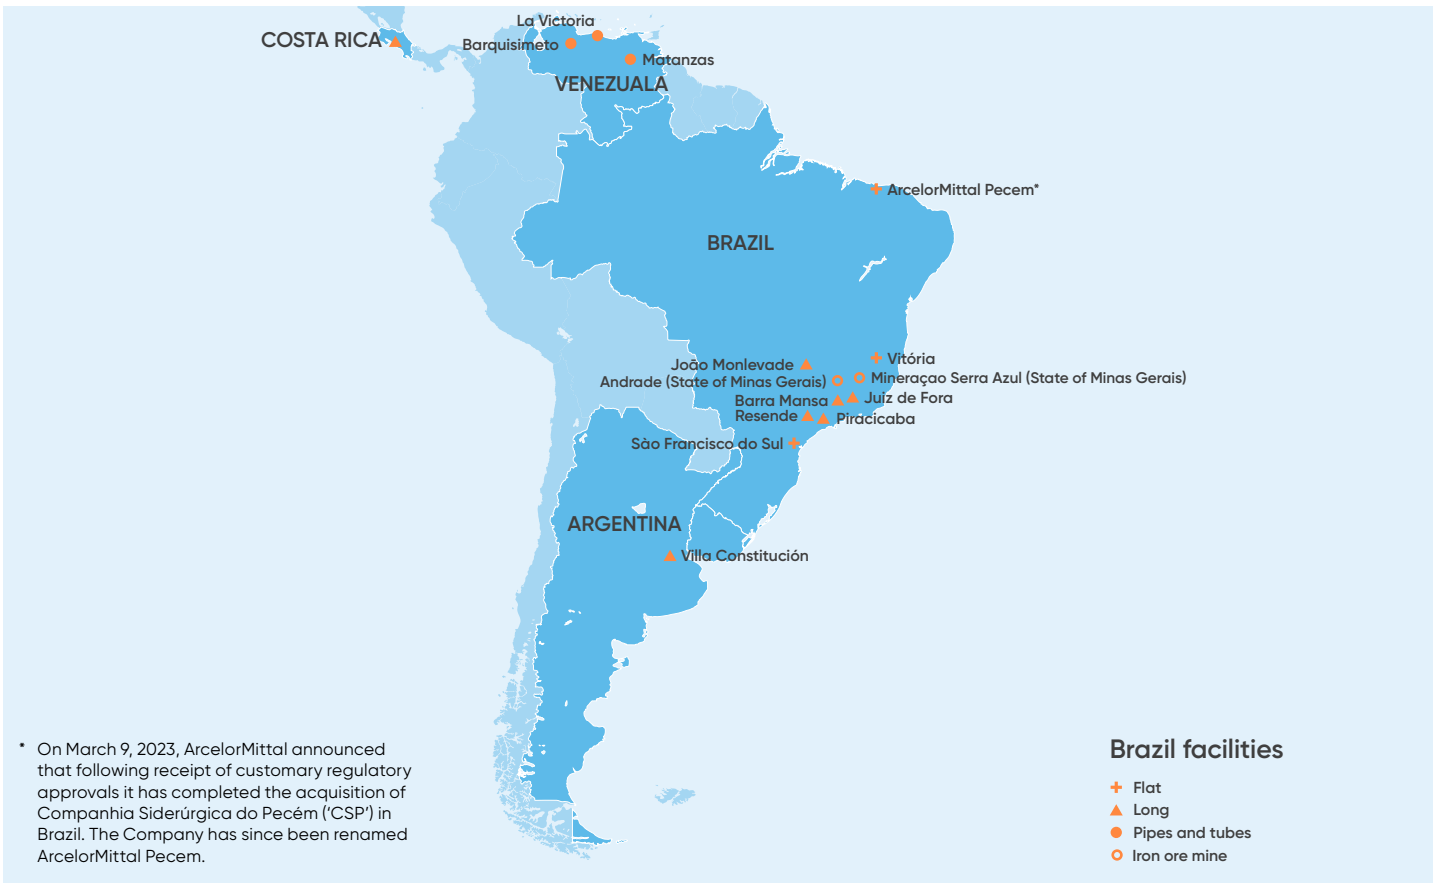 La Victoria
COSTA RICA
Barquisimeto
Matanzas
VENEZUALA
ArcelorMittal Pecem*
BRAZIL
Vitória
João Monlevade
Mineraçao Serra Azul (State of Minas Gerais)
Andrade (State of Minas Gerais)
Juiz de Fora
Barra Mansa
Resende
Piracicaba
Sào Francisco do Sul
ARGENTINA
Villa Constitución
* On March 9, 2023, ArcelorMittal announced
that following receipt of customary regulatory
approvals it has completed the acquisition of
Companhia Siderúrgica do Pecém (‘CSP’) in
Brazil. The Company has since been renamed
ArcelorMittal Pecem.
Brazil facilities
Flat
Long
Pipes and tubes
Iron ore mine